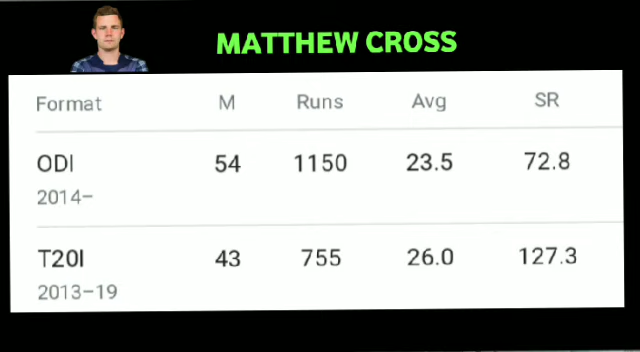 MATTHEW CROSS
Format M Runs Avg SR
ODI 54 1150 23.5 72.8
2014–
T20I 43 755 26.0 127.3
2013–19